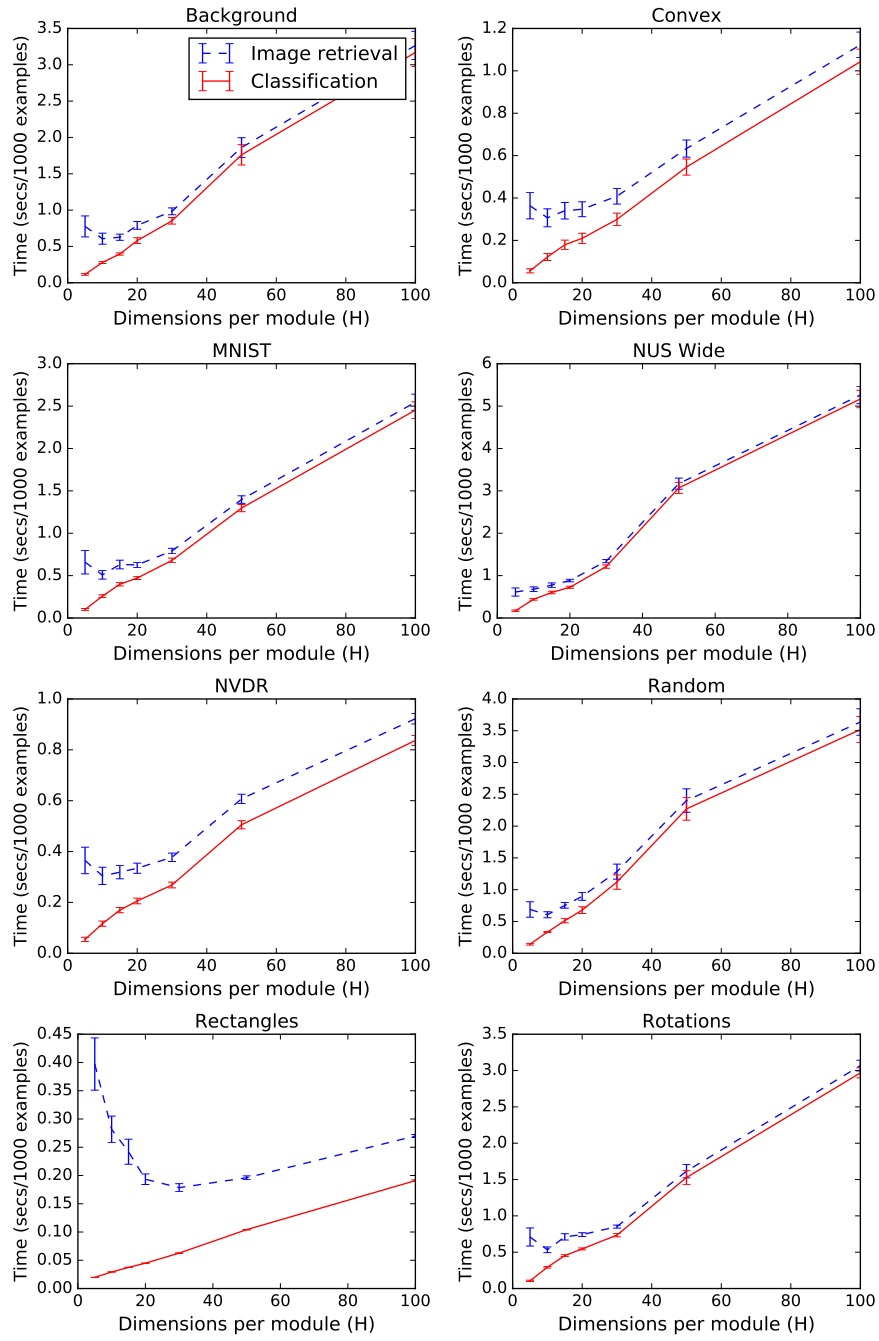 Background
Time (secs/1000 examples)
3.5
3.0
2.5
2.0
1.5
1.0
0.5
0.0
Image retrieval
Classification
0 20 40 60 80 100
Dimensions per module (H)
Convex
Time (secs/1000 examples)
1.2
1.0
0.8
0.6
0.4
0.2
0.0
0 20 40 60 80 100
Dimensions per module (H)
MNIST
Time (secs/1000 examples)
3.0
2.5
2.0
1.5
1.0
0.5
0.0
0 20 40 60 80 100
Dimensions per module (H)
NUS Wide
Time (secs/1000 examples)
6
5
4
3
2
1
0
0 20 40 60 80 100
Dimensions per module (H)
NVDR
Time (secs/1000 examples)
1.0
0.8
0.6
0.4
0.2
0.0
0 20 40 60 80 100
Dimensions per module (H)
Random
Time (secs/1000 examples)
4.0
3.5
3.0
2.5
2.0
1.5
1.0
0.5
0.0
0 20 40 60 80 100
Dimensions per module (H)
Rectangles
Time (secs/1000 examples)
0.45
0.40
0.35
0.30
0.25
0.20
0.15
0.10
0.05
0.00
0 20 40 60 80 100
Dimensions per module (H)
Rotations
Time (secs/1000 examples)
3.5
3.0
2.5
2.0
1.5
1.0
0.5
0.0
0 20 40 60 80 100
Dimensions per module (H)